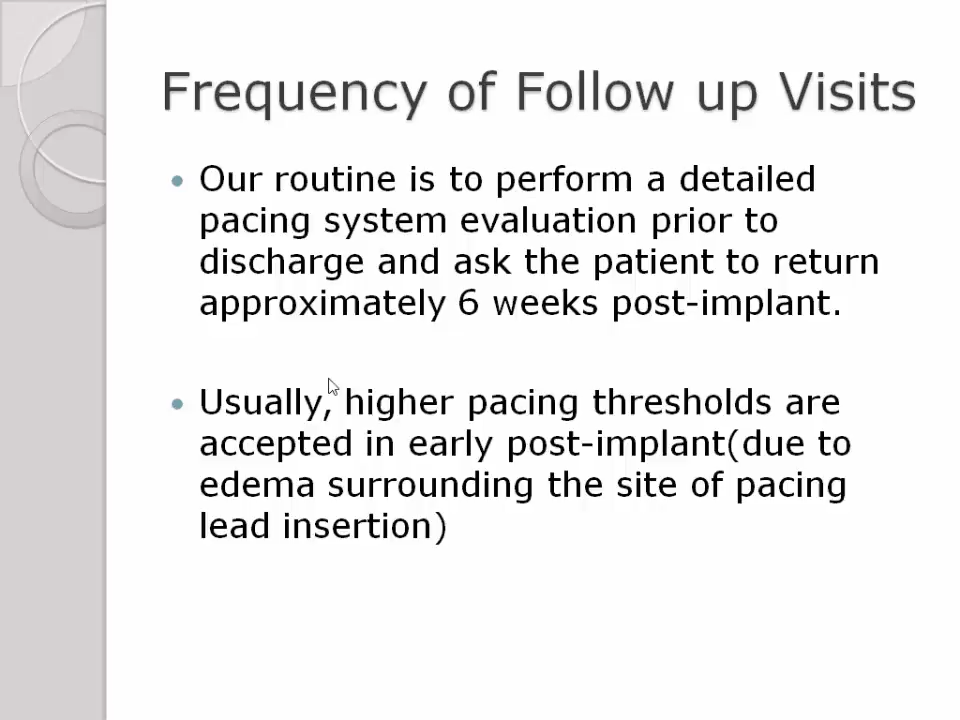 Frequency of Follow up Visits
• Our routine is to perform a detailed
pacing system evaluation prior to
discharge and ask the patient to return
approximately 6 weeks post-implant.
• Usually, higher pacing thresholds are
accepted in early post-implant(due to
edema surrounding the site of pacing
lead insertion)